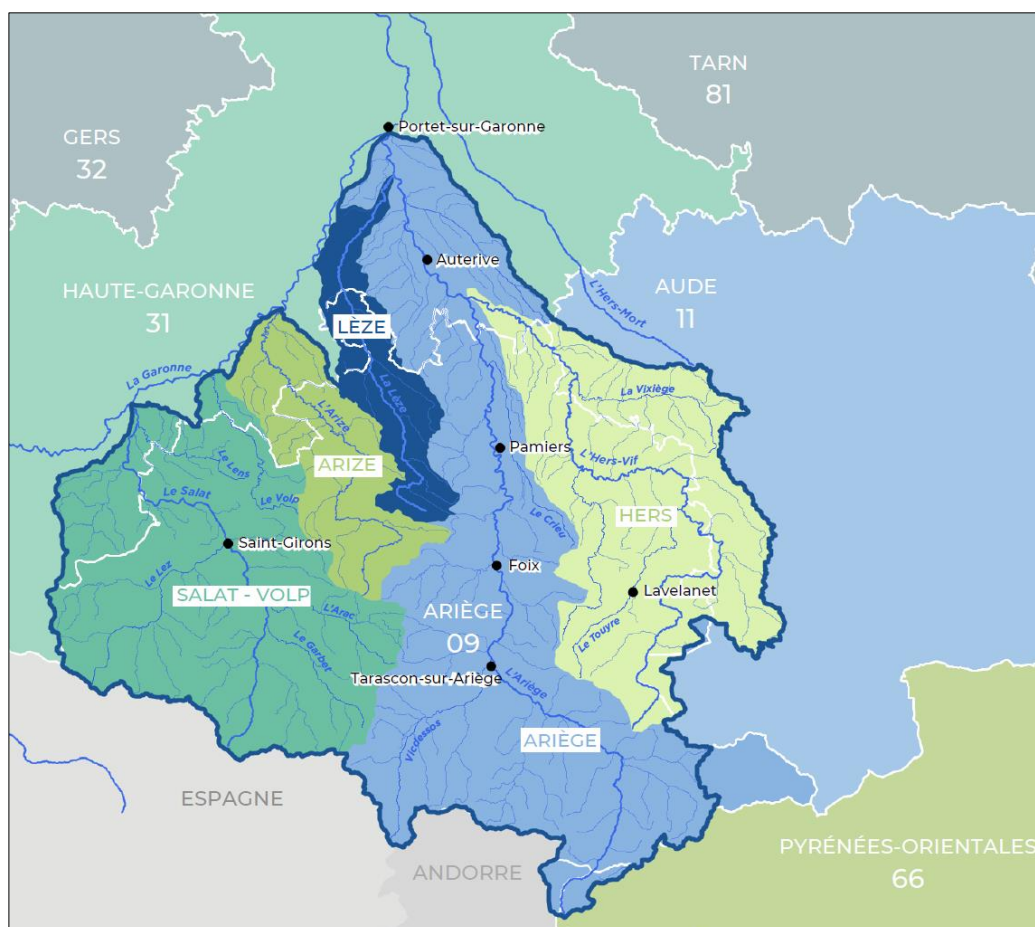 TARN
81
GERS
32
Portet-sur-Garonne
Auterive
HAUTE-GARONNE
31
L'Hers-Mort
AUDE
11
LÈZE
La Garonne
La Lèze
La Vixiège
L'Arize
Pamiers
L'Hers-Vif
ARIZE
Le Lens
Le Salat
Le Volp
HERS
Le Crieu
Saint-Girons
Foix
Le Lez
SALAT - VOLP
Lavelanet
L'Arac
ARIÈGE
09
Le Touyre
Le Garbet
Tarascon-sur-Ariège
L'Ariège
Vicdessos
ARIÈGE
ESPAGNE
ANDORRE
PYRÉNÉES-ORIENTALES
66